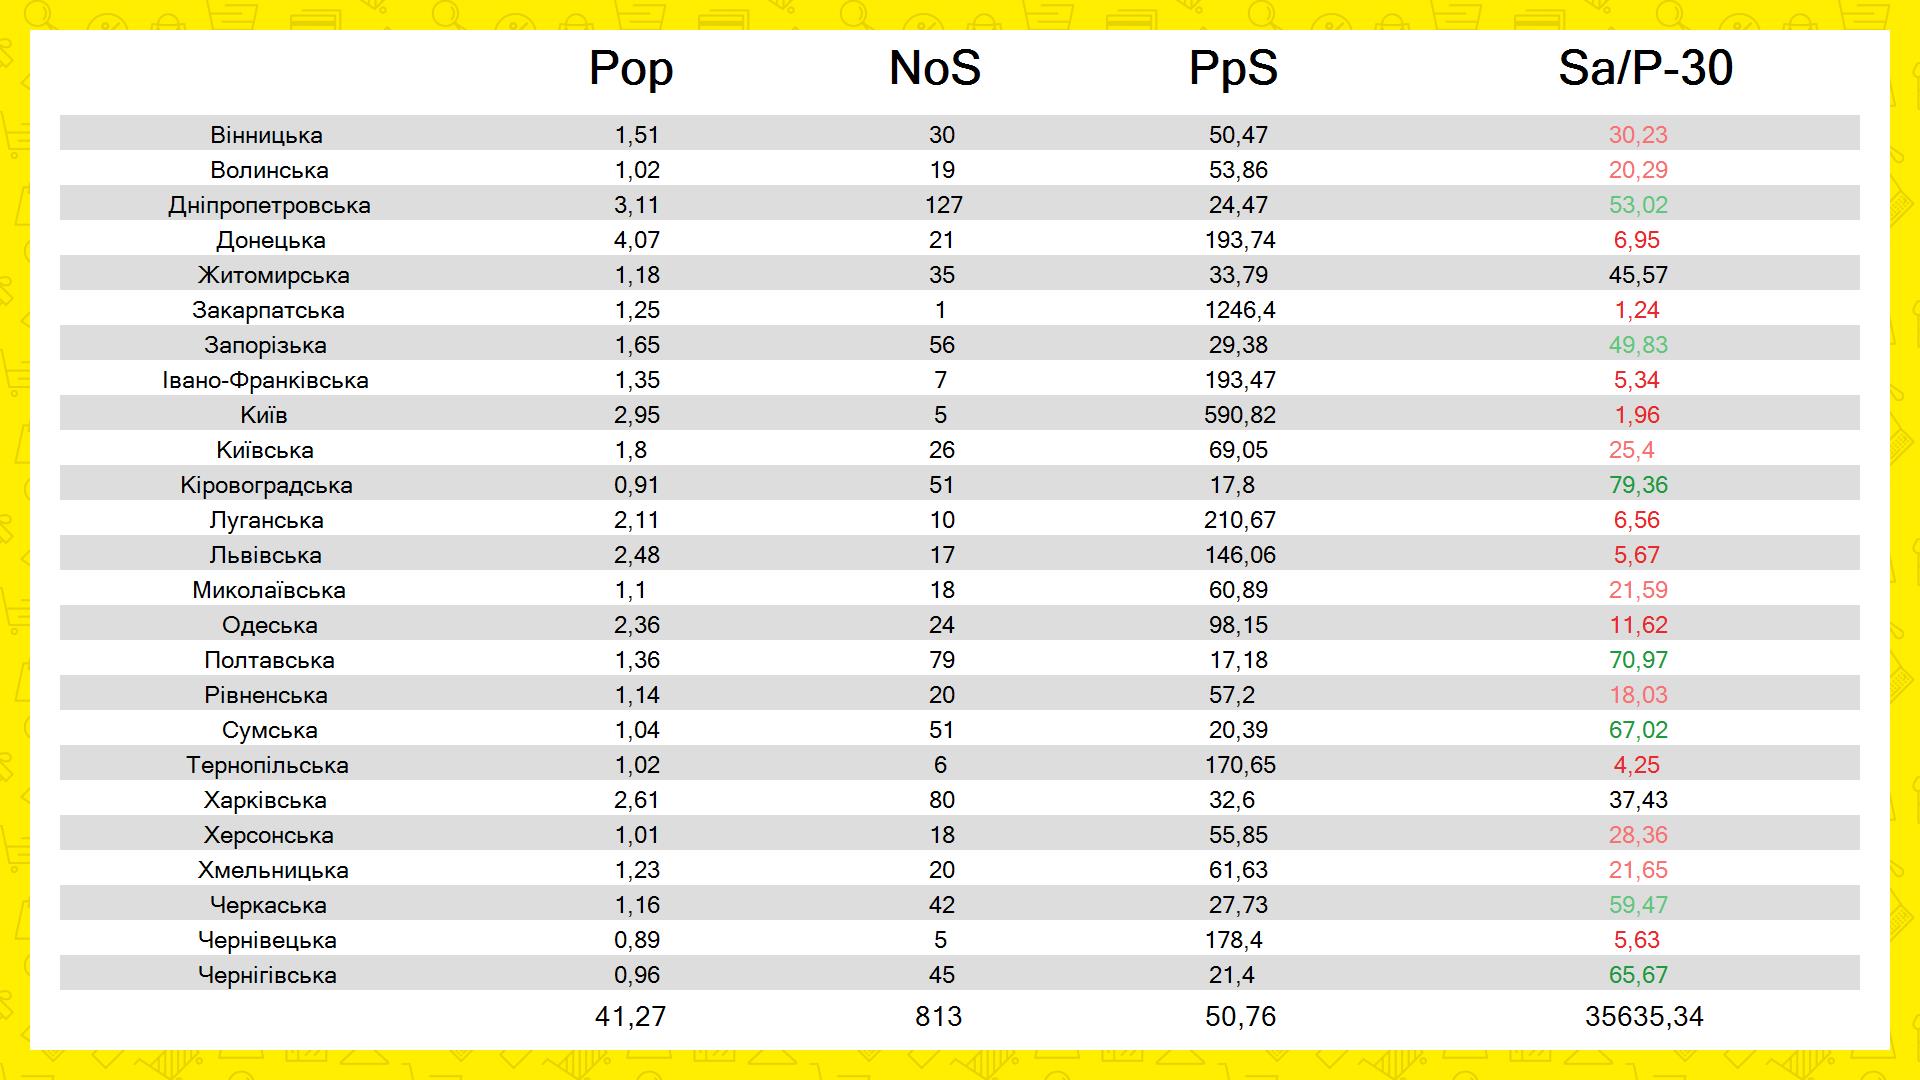 Pop NoS PpS Sa/P-30
Вінницька 1,51 30 50,47 30,23
Волинська 1,02 19 53,86 20,29
Дніпропетровська 3,11 127 24,47 53,02
Донецька 4,07 21 193,74 6,95
Житомирська 1,18 35 33,79 45,57
Закарпатська 1,25 1 1246,4 1,24
Запорізька 1,65 56 29,38 49,83
Івано-Франківська 1,35 7 193,47 5,34
Київ 2,95 5 590,82 1,96
Київська 1,8 26 69,05 25,4
Кіровоградська 0,91 51 17,8 79,36
Луганська 2,11 10 210,67 6,56
Львівська 2,48 17 146,06 5,67
Миколаївська 1,1 18 60,89 21,59
Одеська 2,36 24 98,15 11,62
Полтавська 1,36 79 17,18 70,97
Рівненська 1,14 20 57,2 18,03
Сумська 1,04 51 20,39 67,02
Тернопільська 1,02 6 170,65 4,25
Харківська 2,61 80 32,6 37,43
Херсонська 1,01 18 55,85 28,36
Хмельницька 1,23 20 61,63 21,65
Черкаська 1,16 42 27,73 59,47
Чернівецька 0,89 5 178,4 5,63
Чернігівська 0,96 45 21,4 65,67
41,27 813 50,76 35635,34